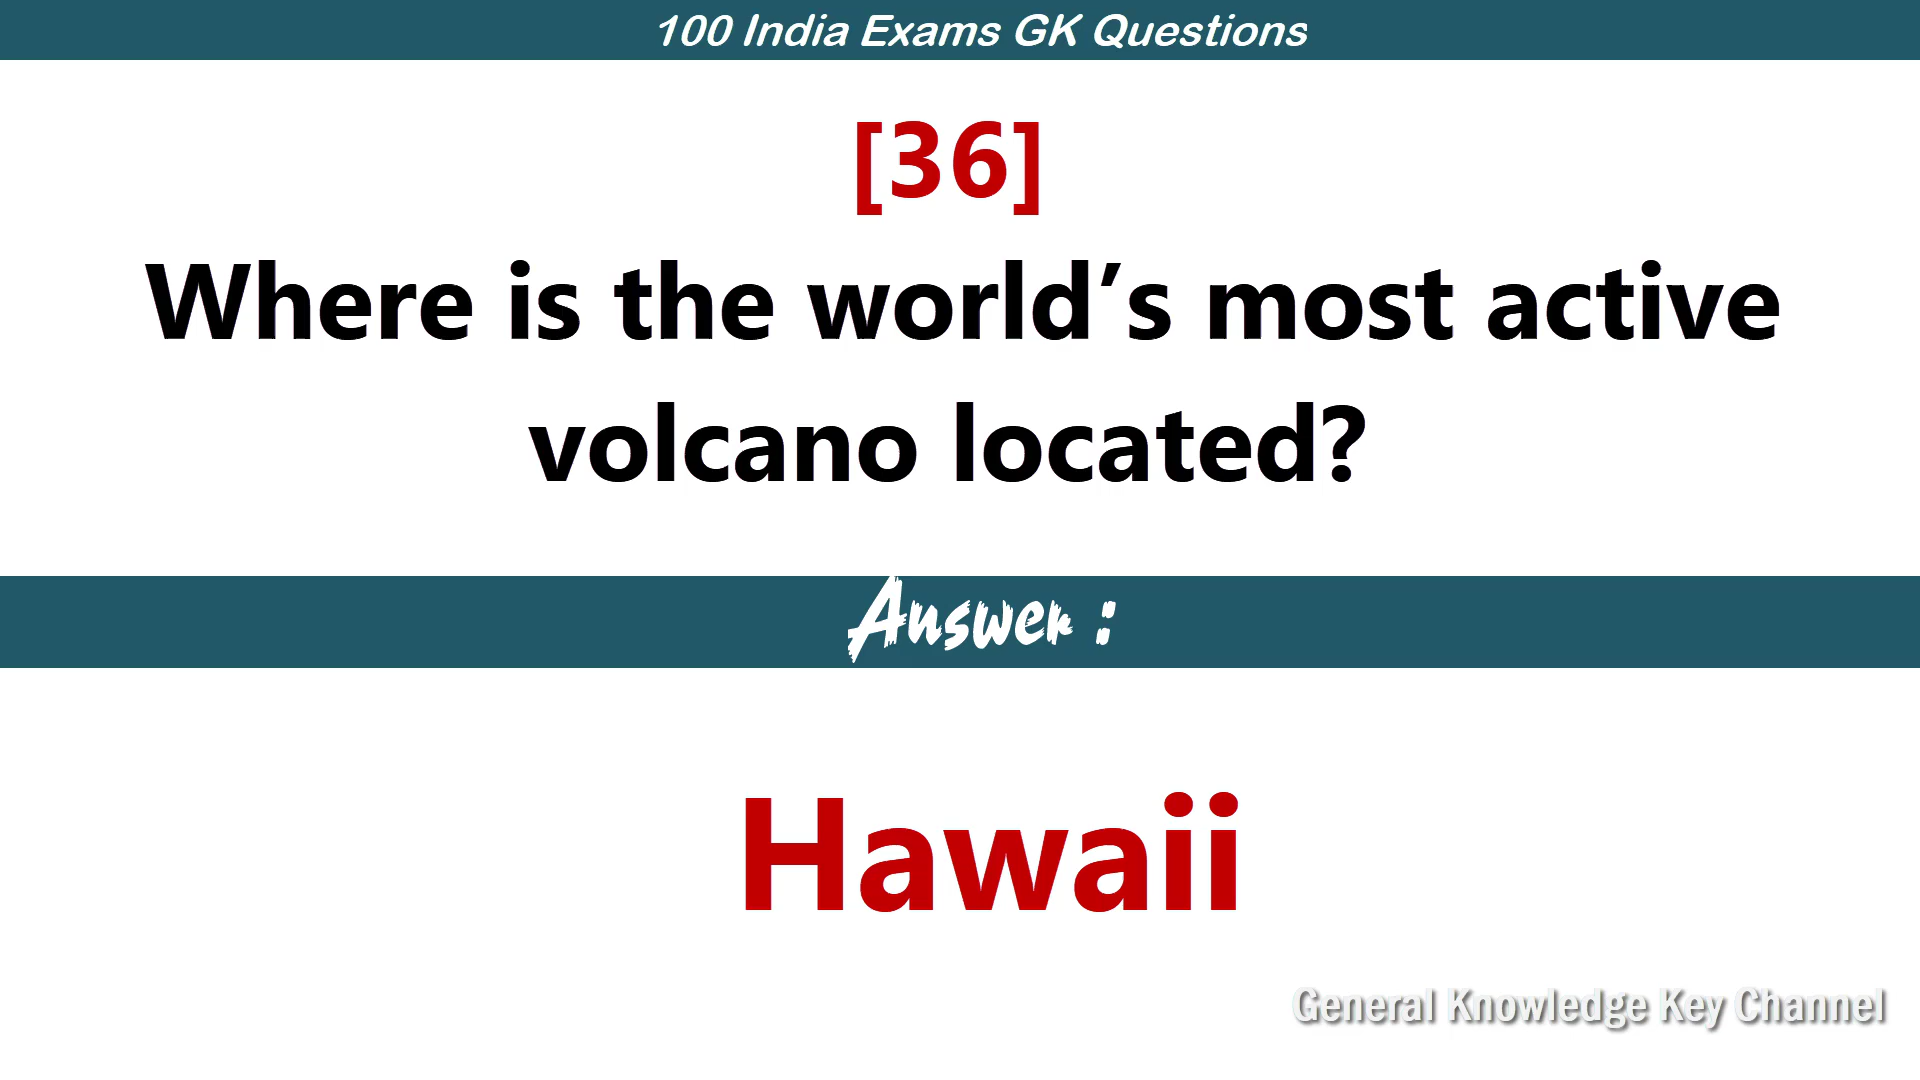 100 India Exams GK Questions
[36]
Where is the world’s most active
volcano located?
Answer :
Hawaii
General Knowledge Key Channel